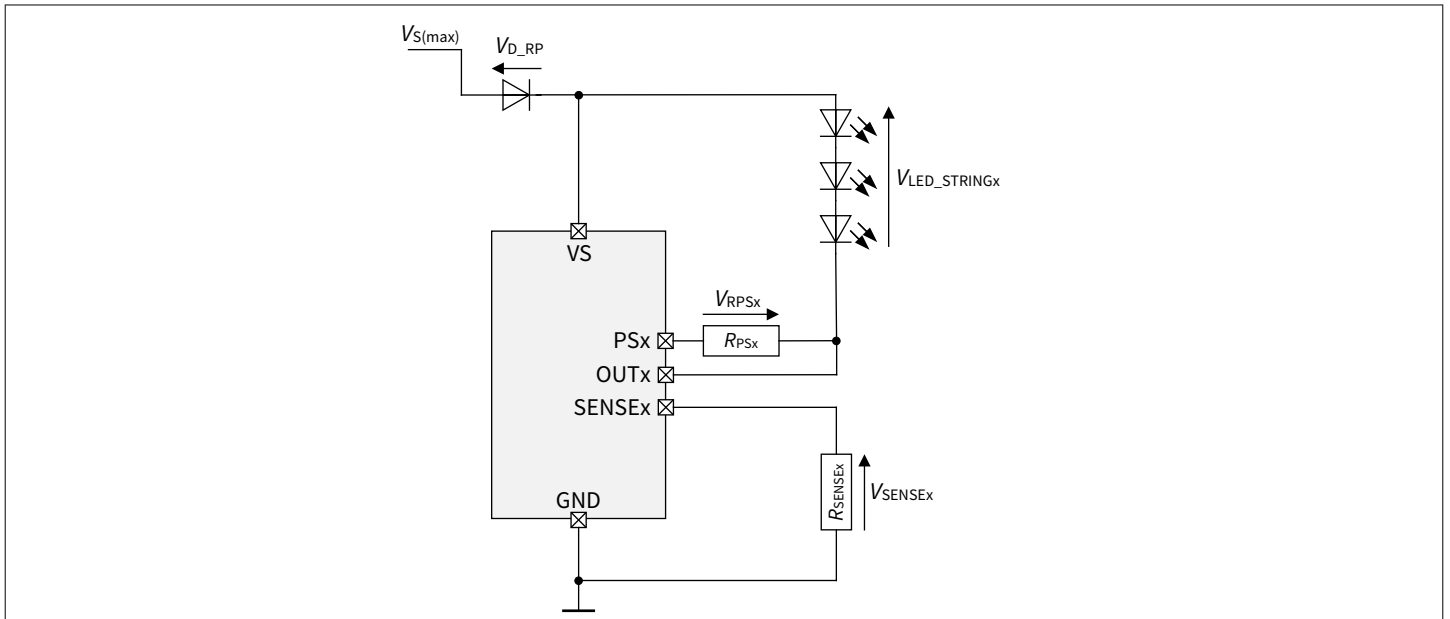 VS(max)
VD_RP
VLED_STRINGx
VS
VRPSx
PSx
RPSx
OUTx
SENSEx
RSENSEx
VSENSEx
GND